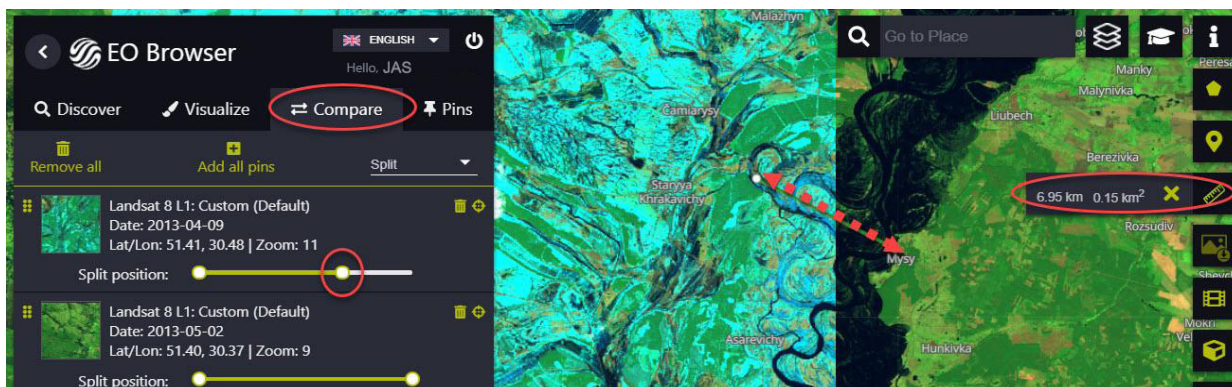 EO Browser
ENGLISH
Hello, JAS
Discover
Visualize
Compare
Pins
Remove all
Add all pins
Split
Landsat 8 L1: Custom (Default)
Date: 2013-04-09
Lat/Lon: 51.41, 30.48 | Zoom: 11
Split position:
Landsat 8 L1: Custom (Default)
Date: 2013-05-02
Lat/Lon: 51.40, 30.37 | Zoom: 9
Split position:
Malazhyn
Go to Place
Manky
Malynivka
Liubech
Čamiarysy
Berezivka
Staryya
Khrakavichy
6.95 km 0.15 km²
Rozsudiv
Mysy
Asarevichy
Hunkivka
Mokri